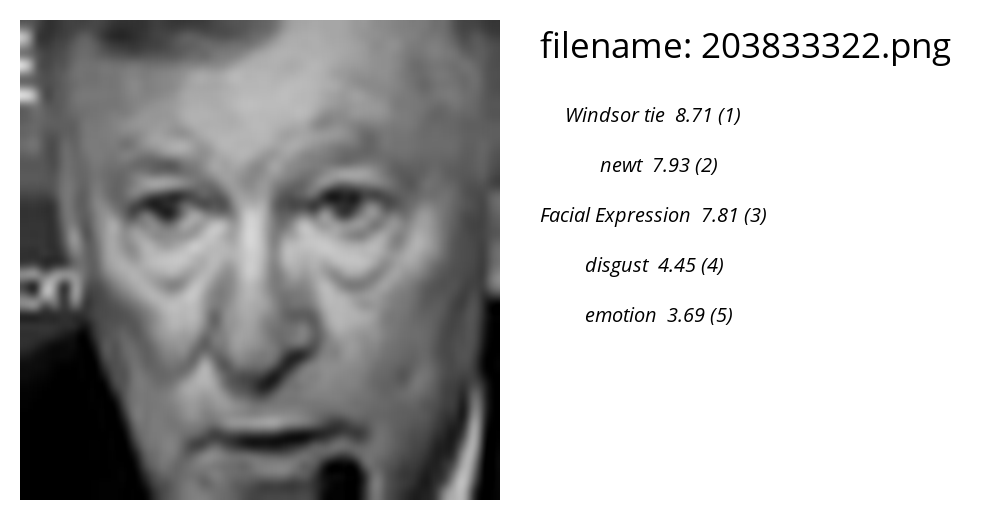 on
filename: 203833322.png
Windsor tie 8.71 (1)
newt 7.93 (2)
Facial Expression 7.81 (3)
disgust 4.45 (4)
emotion 3.69 (5)